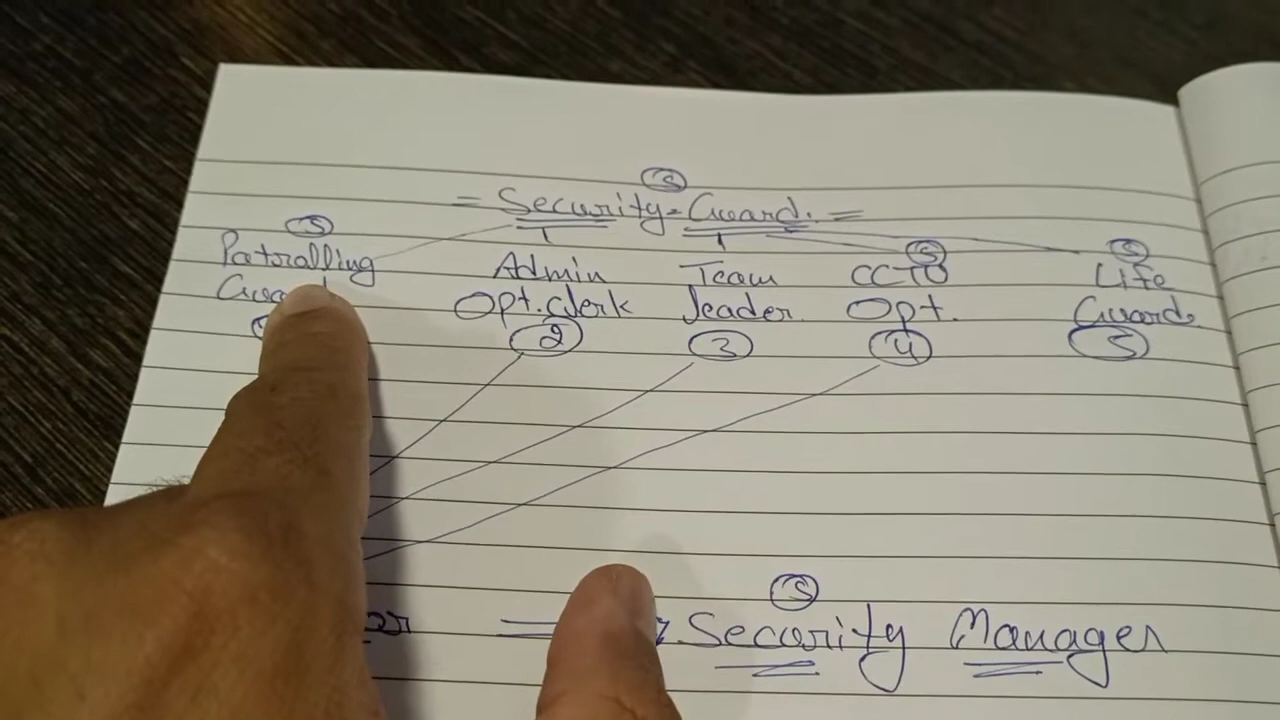 (S)
= Security - Guard. =
(S)
Patrolling
Admin
Opt. Clerk
(2)
Team
Leader
(3)
(S)
CCTV
Opt.
(4)
(S)
Life
Guard.
(5)
(S)
Security Manager